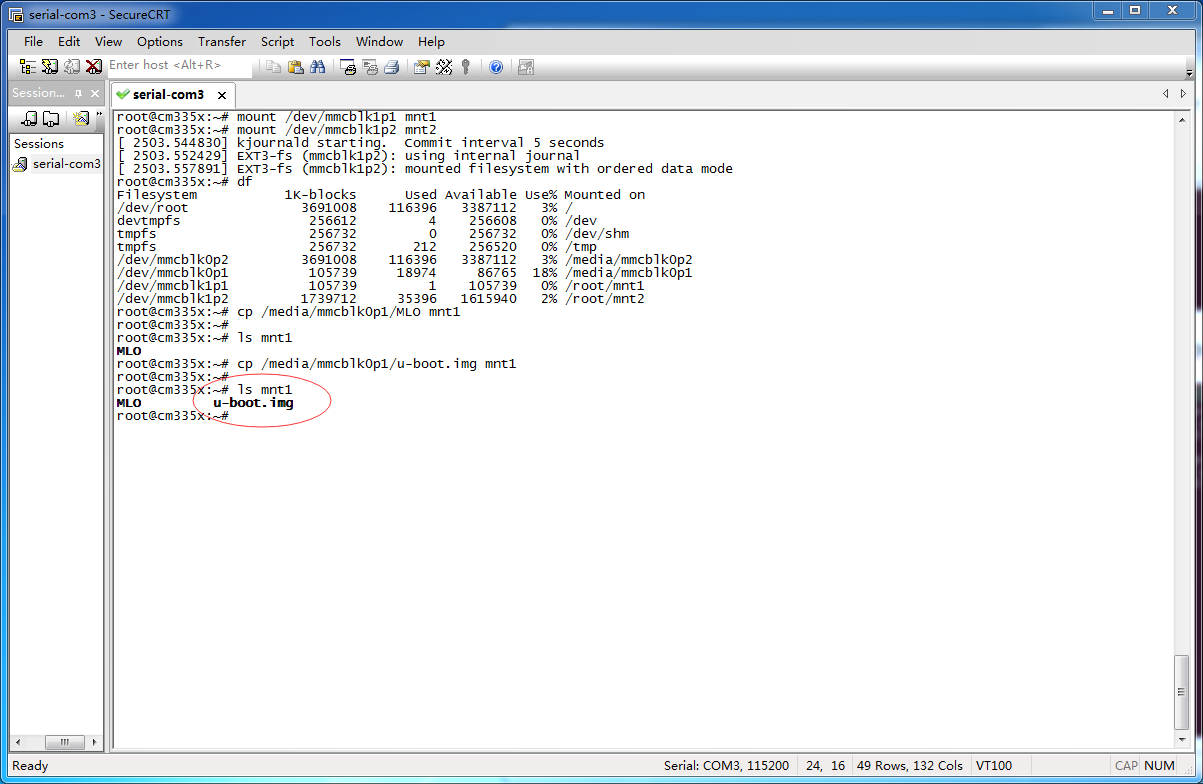 serial-com3 - SecureCRT
File Edit View Options Transfer Script Tools Window Help
Enter host <Alt+R>
Session...
serial-com3
Sessions
serial-com3
root@cm335x:~# mount /dev/mmcblk1p1 mnt1
root@cm335x:~# mount /dev/mmcblk1p2 mnt2
[ 2503.544830] kjournald starting.  Commit interval 5 seconds
[ 2503.552429] EXT3-fs (mmcblk1p2): using internal journal
[ 2503.557891] EXT3-fs (mmcblk1p2): mounted filesystem with ordered data mode
root@cm335x:~# df
Filesystem           1K-blocks      Used Available Use% Mounted on
/dev/root              3691008    116396   3387112   3% /
devtmpfs                256612         4    256608   0% /dev
tmpfs                   256732         0    256732   0% /dev/shm
tmpfs                   256732       212    256520   0% /tmp
/dev/mmcblk0p2         3691008    116396   3387112   3% /media/mmcblk0p2
/dev/mmcblk0p1          105739     18974     86765  18% /media/mmcblk0p1
/dev/mmcblk1p1          105739         1    105739   0% /root/mnt1
/dev/mmcblk1p2         1739712     35396   1615940   2% /root/mnt2
root@cm335x:~# cp /media/mmcblk0p1/MLO mnt1
root@cm335x:~#
root@cm335x:~# ls mnt1
MLO
root@cm335x:~# cp /media/mmcblk0p1/u-boot.img mnt1
root@cm335x:~#
root@cm335x:~# ls mnt1
MLO         u-boot.img
root@cm335x:~#
Ready
Serial: COM3, 115200 24, 16 49 Rows, 132 Cols VT100 CAP NUM